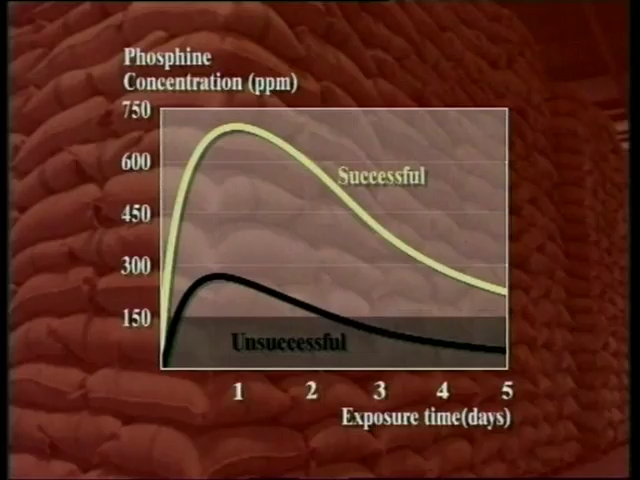 Phosphine
Concentration (ppm)
750
600
Successful
450
300
150
Unsuccessful
1 2 3 4 5
Exposure time(days)